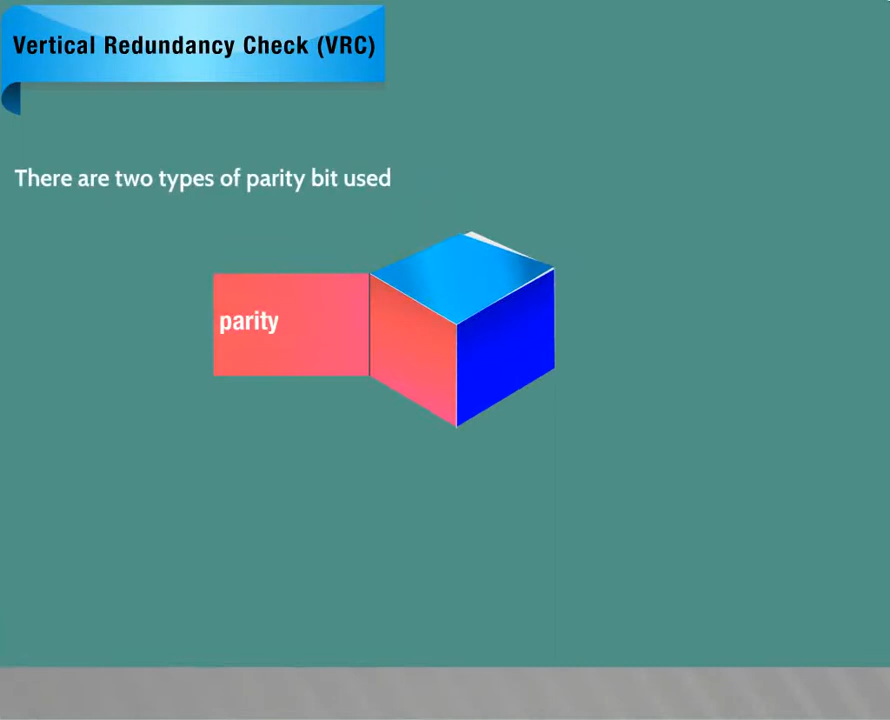 Vertical Redundancy Check (VRC)
There are two types of parity bit used
parity